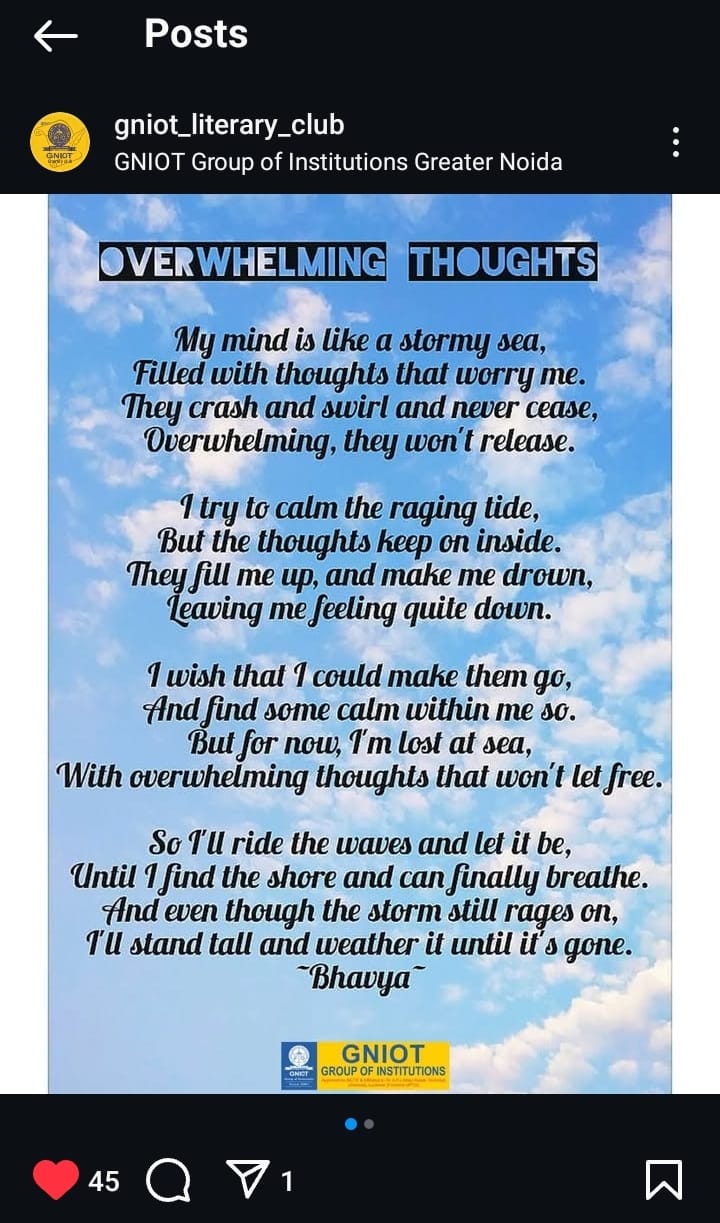 Posts
gniot_literary_club
GNIOT Group of Institutions Greater Noida
OVERWHELMING THOUGHTS
My mind is like a stormy sea,
Filled with thoughts that worry me.
They crash and swirl and never cease,
Overwhelming, they won't release.
I try to calm the raging tide,
But the thoughts keep on inside.
They fill me up, and make me drown,
Leaving me feeling quite down.
I wish that I could make them go,
And find some calm within me so.
But for now, I'm lost at sea,
With overwhelming thoughts that won't let free.
So I'll ride the waves and let it be,
Until I find the shore and can finally breathe.
And even though the storm still rages on,
I'll stand tall and weather it until it's gone.
~Bhavya~
GNIOT
GROUP OF INSTITUTIONS
45
1